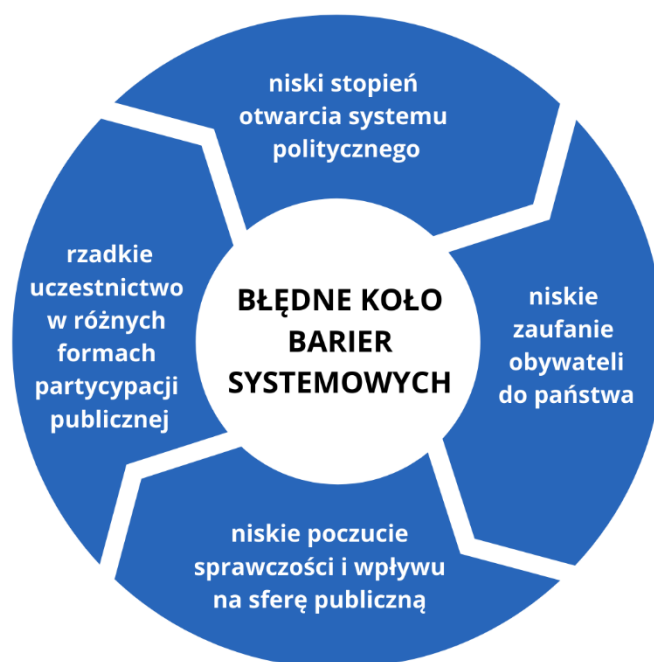 niski stopień
otwarcia systemu
politycznego
niskie
zaufanie
obywateli
do państwa
niskie poczucie
sprawczości i wpływu
na sferę publiczną
rzadkie
uczestnictwo
w różnych
formach
partycypacji
publicznej
BŁĘDNE KOŁO
BARIER
SYSTEMOWYCH